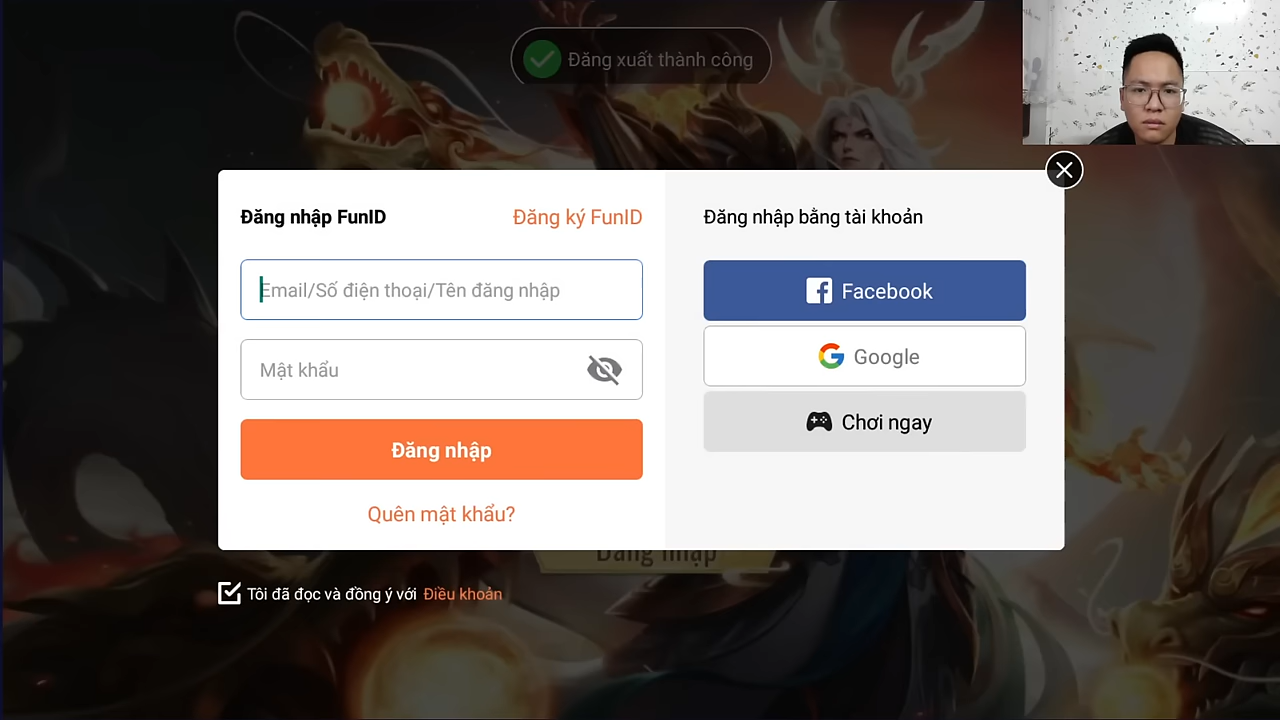 Đăng xuất thành công
Đăng nhập FunID
Đăng ký FunID
Đăng nhập bằng tài khoản
Email/Số điện thoại/Tên đăng nhập
Facebook
Mật khẩu
Google
Đăng nhập
Chơi ngay
Quên mật khẩu?
Đăng nhập
Tôi đã đọc và đồng ý với Điều khoản